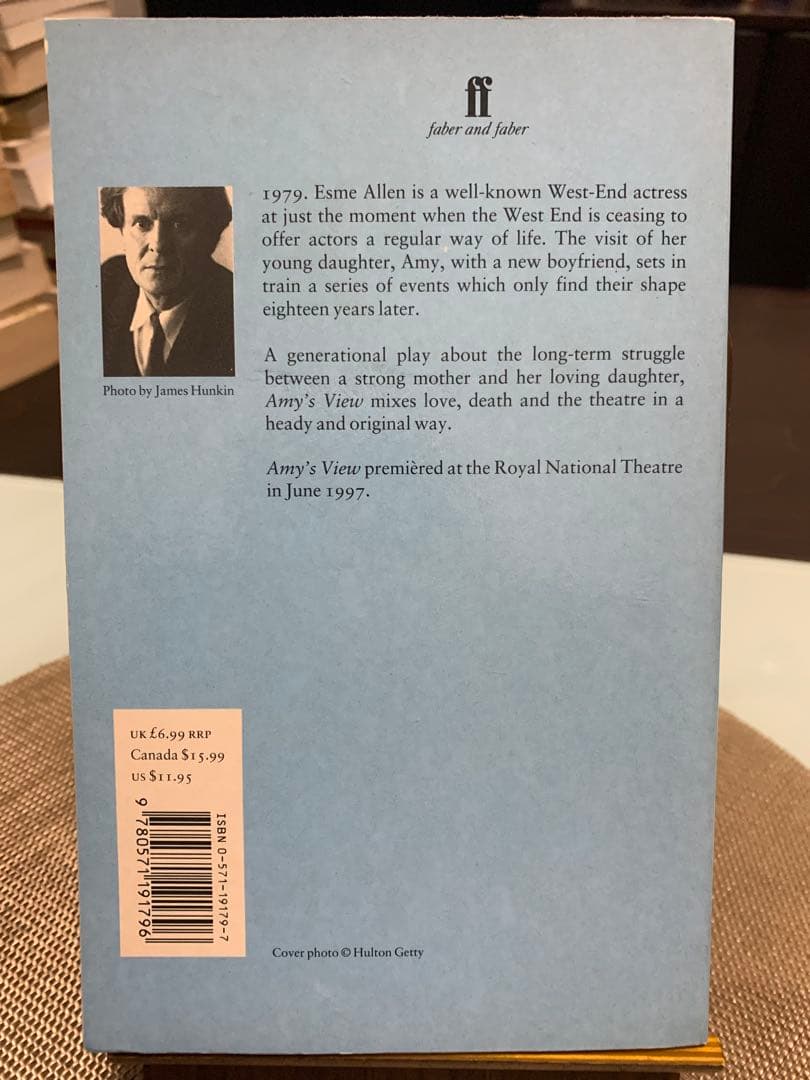 ff
faber and faber
1979. Esme Allen is a well-known West-End actress
at just the moment when the West End is ceasing to
offer actors a regular way of life. The visit of her
young daughter, Amy, with a new boyfriend, sets in
train a series of events which only find their shape
eighteen years later.
A generational play about the long-term struggle
between a strong mother and her loving daughter,
Amy's View mixes love, death and the theatre in a
heady and original way.
Amy's View premièred at the Royal National Theatre
in June 1997.
Photo by James Hunkin
UK £6.99 RRP
Canada $15.99
US $11.95
ISBN 0-571-19179-7
9 780571 191796
Cover photo © Hulton Getty